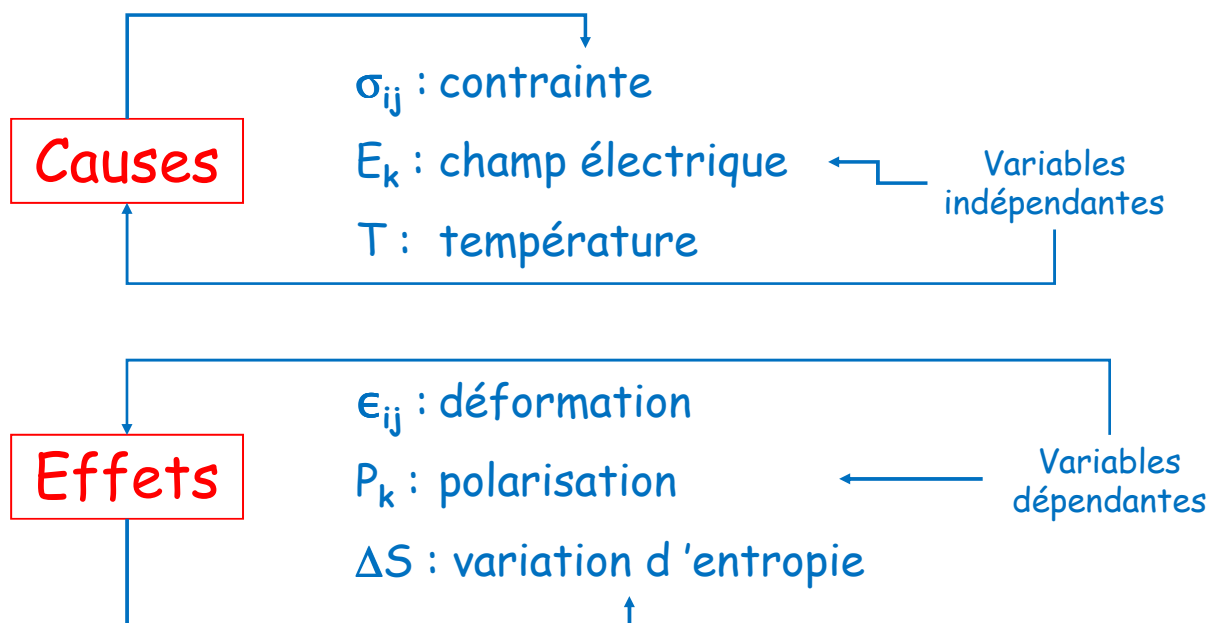 σij : contrainte
Causes
Ek : champ électrique
Variables
indépendantes
T : température
ϵij : déformation
Effets
Pk : polarisation
Variables
dépendantes
ΔS : variation d ’entropie